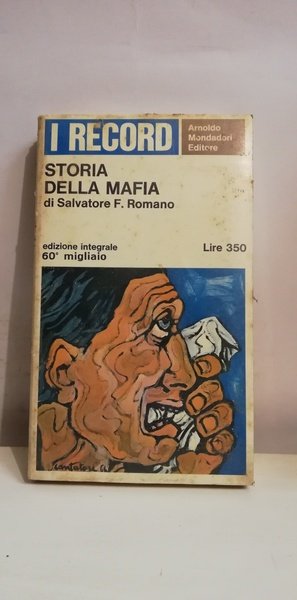 I RECORD
Arnoldo
Mondadori
Editore
STORIA
DELLA MAFIA
di Salvatore F. Romano
edizione integrale
60° migliaio
Lire 350